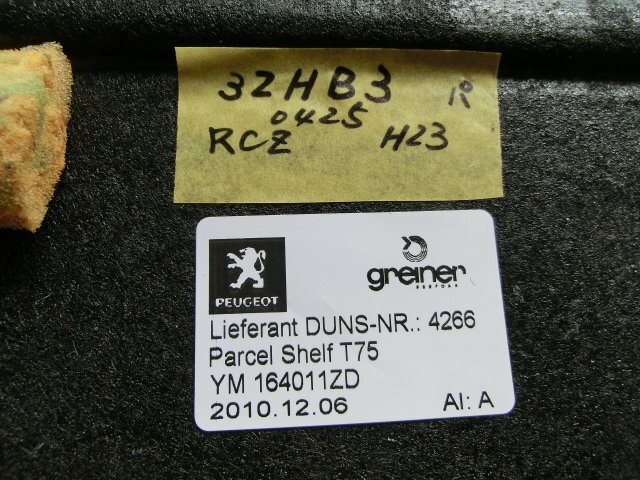 32HB3 R
0425
RCZ H23
PEUGEOT
greiner
PERFOAM
Lieferant DUNS-NR.: 4266
Parcel Shelf T75
YM 164011ZD
2010.12.06 AI: A